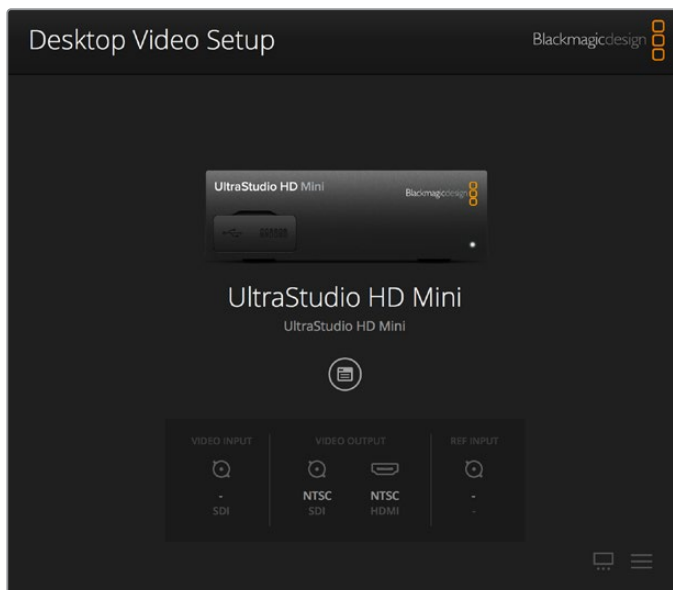 Desktop Video Setup
Blackmagicdesign
UltraStudio HD Mini
Blackmagicdesign
UltraStudio HD Mini
UltraStudio HD Mini
VIDEO INPUT
-
SDI
VIDEO OUTPUT
NTSC NTSC
SDI HDMI
REF INPUT
-
-